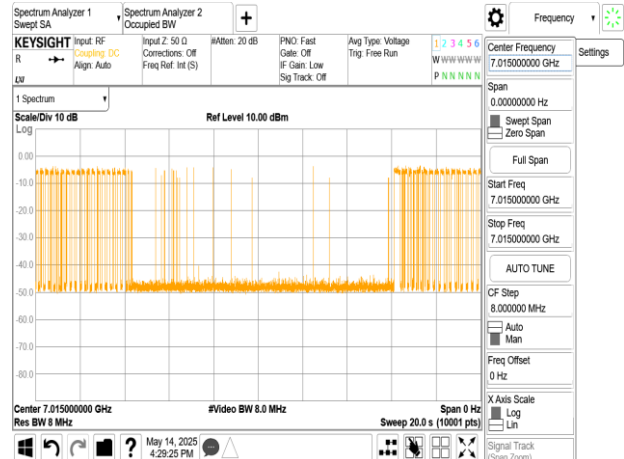 Spectrum Analyzer 1
Swept SA
Spectrum Analyzer 2
Occupied BW
+
Frequency
KEYSIGHT
R
Input: RF
Coupling: DC
Align: Auto
Input Z: 50 Ω
Corrections: Off
Freq Ref: Int (S)
#Atten: 20 dB
PNO: Fast
Gate: Off
IF Gain: Low
Sig Track: Off
Avg Type: Voltage
Trig: Free Run
1 2 3 4 5 6
W W W W W W
P N N N N N
Center Frequency
7.015000000 GHz
Settings
Span
0.00000000 Hz
Swept Span
Zero Span
Full Span
Start Freq
7.015000000 GHz
Stop Freq
7.015000000 GHz
AUTO TUNE
CF Step
8.000000 MHz
Auto
Man
Freq Offset
0 Hz
X Axis Scale
Log
Lin
Signal Track
(Span Zoom)
1 Spectrum
Scale/Div 10 dB
Ref Level 10.00 dBm
Log
0.00
-10.0
-20.0
-30.0
-40.0
-50.0
-60.0
-70.0
-80.0
Center 7.015000000 GHz
#Video BW 8.0 MHz
Span 0 Hz
Res BW 8 MHz
Sweep 20.0 s (10001 pts)
?
May 14, 2025
4:29:25 PM